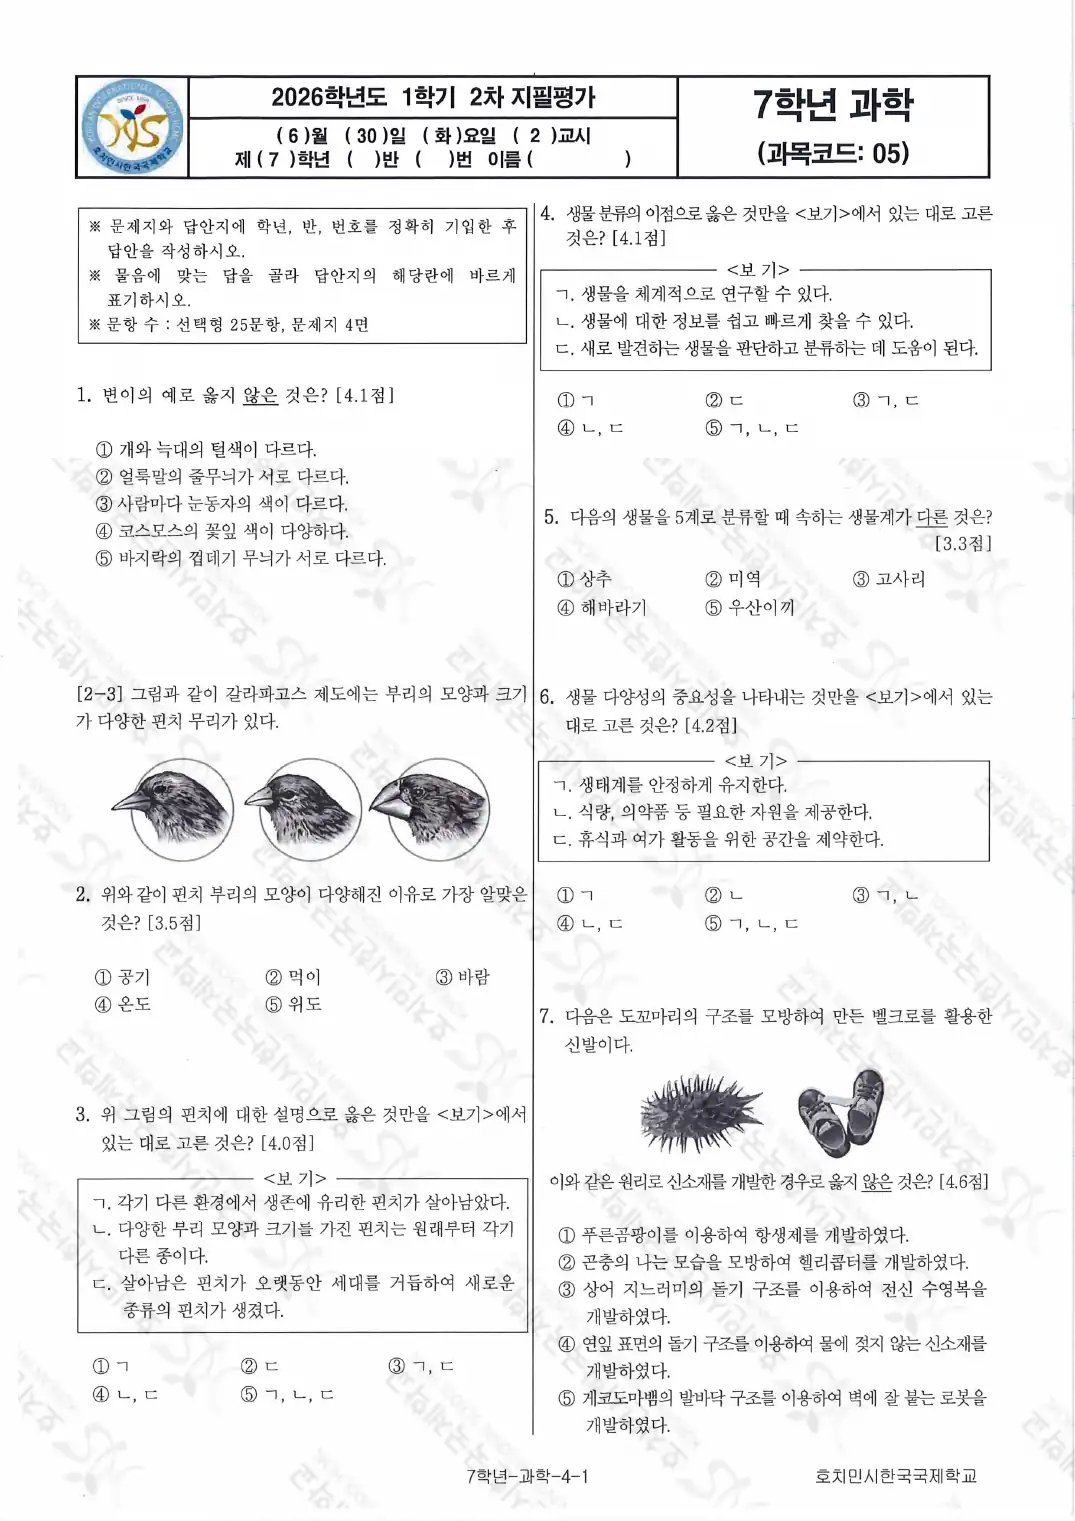 2026학년도 1학기 2차 지필평가
( 6 )월 ( 30 )일 ( 화 )요일 ( 2 )교시
제 ( 7 )학년 ( )반 ( )번 이름 ( )
7학년 과학
(과목코드: 05)
※ 문제지와 답안지에 학년, 반, 번호를 정확히 기입한 후
답안을 작성하시오.
※ 물음에 맞는 답을 골라 답안지의 해당란에 바르게
표기하시오.
※ 문항 수 : 선택형 25문항, 문제지 4면
1. 변이의 예로 옳지 않은 것은? [4.1점]
① 개와 늑대의 털색이 다르다.
② 얼룩말의 줄무늬가 서로 다르다.
③ 사람마다 눈동자의 색이 다르다.
④ 코스모스의 꽃잎 색이 다양하다.
⑤ 바지락의 껍데기 무늬가 서로 다르다.
[2-3] 그림과 같이 갈라파고스 제도에는 부리의 모양과 크기
가 다양한 핀치 무리가 있다.
2. 위와 같이 핀치 부리의 모양이 다양해진 이유로 가장 알맞은
것은? [3.5점]
① 공기 ② 먹이 ③ 바람
④ 온도 ⑤ 위도
3. 위 그림의 핀치에 대한 설명으로 옳은 것만을 <보기>에서
있는 대로 고른 것은? [4.0점]
<보 기>
ㄱ. 각기 다른 환경에서 생존에 유리한 핀치가 살아남았다.
ㄴ. 다양한 부리 모양과 크기를 가진 핀치는 원래부터 각기
다른 종이다.
ㄷ. 살아남은 핀치가 오랫동안 세대를 거듭하여 새로운
종류의 핀치가 생겼다.
① ㄱ ② ㄷ ③ ㄱ, ㄷ
④ ㄴ, ㄷ ⑤ ㄱ, ㄴ, ㄷ
4. 생물 분류의 이점으로 옳은 것만을 <보기>에서 있는 대로 고른
것은? [4.1점]
<보 기>
ㄱ. 생물을 체계적으로 연구할 수 있다.
ㄴ. 생물에 대한 정보를 쉽고 빠르게 찾을 수 있다.
ㄷ. 새로 발견하는 생물을 판단하고 분류하는 데 도움이 된다.
① ㄱ ② ㄷ ③ ㄱ, ㄷ
④ ㄴ, ㄷ ⑤ ㄱ, ㄴ, ㄷ
5. 다음의 생물을 5계로 분류할 때 속하는 생물계가 다른 것은?
[3.3점]
① 상추 ② 미역 ③ 고사리
④ 해바라기 ⑤ 우산이끼
6. 생물 다양성의 중요성을 나타내는 것만을 <보기>에서 있는
대로 고른 것은? [4.2점]
<보 기>
ㄱ. 생태계를 안정하게 유지한다.
ㄴ. 식량, 의약품 등 필요한 자원을 제공한다.
ㄷ. 휴식과 여가 활동을 위한 공간을 제약한다.
① ㄱ ② ㄴ ③ ㄱ, ㄴ
④ ㄴ, ㄷ ⑤ ㄱ, ㄴ, ㄷ
7. 다음은 도꼬마리의 구조를 모방하여 만든 벨크로를 활용한
신발이다.
이와 같은 원리로 신소재를 개발한 경우로 옳지 않은 것은? [4.6점]
① 푸른곰팡이를 이용하여 항생제를 개발하였다.
② 곤충의 나는 모습을 모방하여 헬리콥터를 개발하였다.
③ 상어 지느러미의 돌기 구조를 이용하여 전신 수영복을
개발하였다.
④ 연잎 표면의 돌기 구조를 이용하여 물에 젖지 않는 신소재를
개발하였다.
⑤ 게코도마뱀의 발바닥 구조를 이용하여 벽에 잘 붙는 로봇을
개발하였다.
7학년-과학-4-1
호치민시한국국제학교